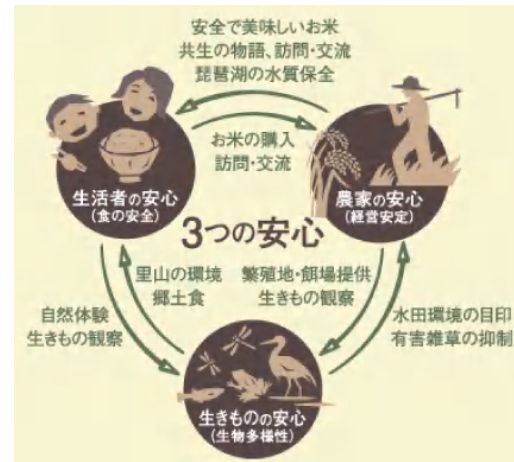 安全で美味しいお米
共生の物語、訪問・交流
琵琶湖の水質保全
お米の購入
訪問・交流
生活者の安心
(食の安全)
農家の安心
(経営安定)
3つの安心
里山の環境
郷土食
繁殖地・餌場提供
生きもの観察
自然体験
生きもの観察
水田環境の目印
有害雑草の抑制
生きものの安心
(生物多様性)